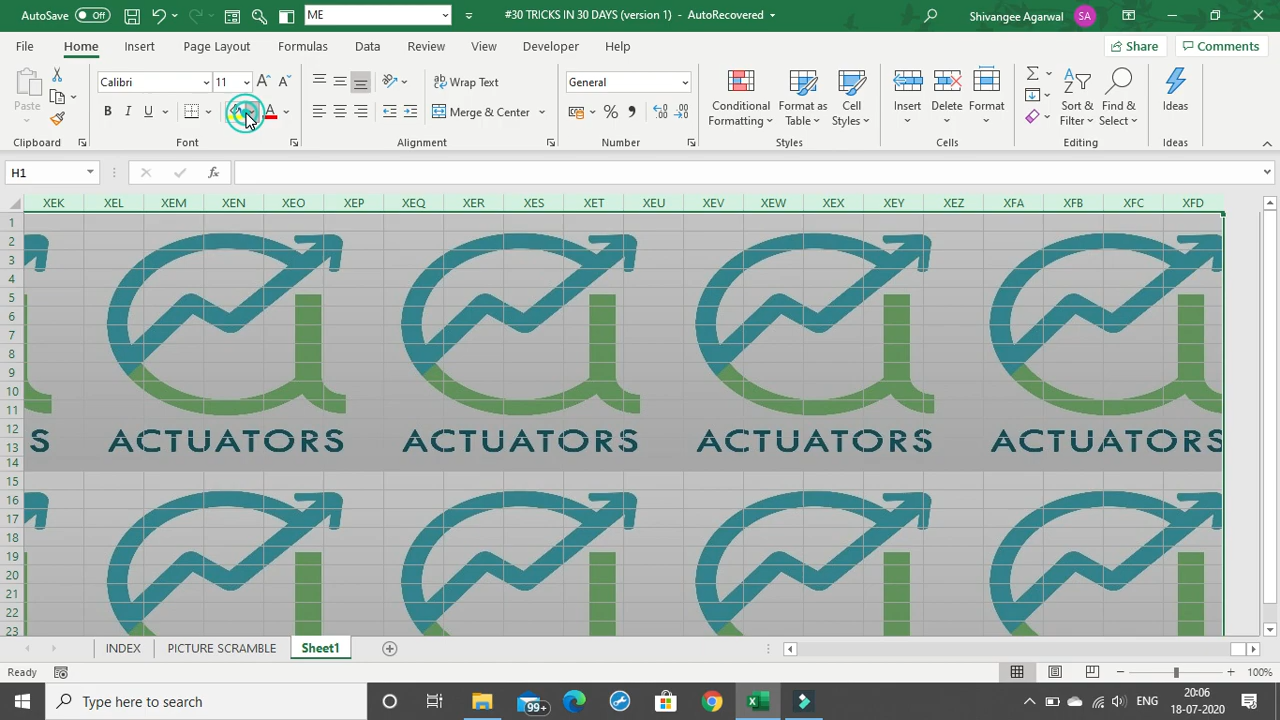 AutoSave Off ME #30 TRICKS IN 30 DAYS (version 1) - AutoRecovered Shivangee Agarwal SA
File Home Insert Page Layout Formulas Data Review View Developer Help Share Comments
Paste Calibri 11 Wrap Text General Conditional Formatting Format as Table Cell Styles Insert Delete Format Sort & Filter Find & Select Ideas
B I U A Merge & Center % ,
Clipboard Font Alignment Number Styles Cells Editing Ideas
H1 fx
XEK XEL XEM XEN XEO XEP XEQ XER XES XET XEU XEV XEW XEX XEY XEZ XFA XFB XFC XFD
1
2
3
4
5
6
7
8
9
10
11
12
13 S ACTUATORS ACTUATORS ACTUATORS ACTUATORS
14
15
16
17
18
19
20
21
22
23
INDEX PICTURE SCRAMBLE Sheet1
Ready 100%
Type here to search 99+ ENG 20:06
18-07-2020